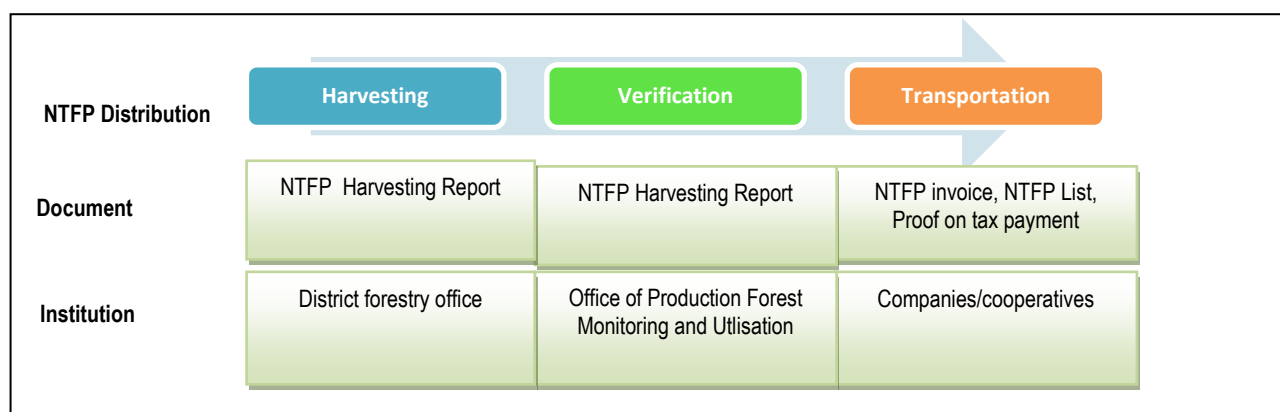 NTFP Distribution
Harvesting
Verification
Transportation
Document
NTFP Harvesting Report
NTFP Harvesting Report
NTFP invoice, NTFP List,
Proof on tax payment
Institution
District forestry office
Office of Production Forest
Monitoring and Utlisation
Companies/cooperatives